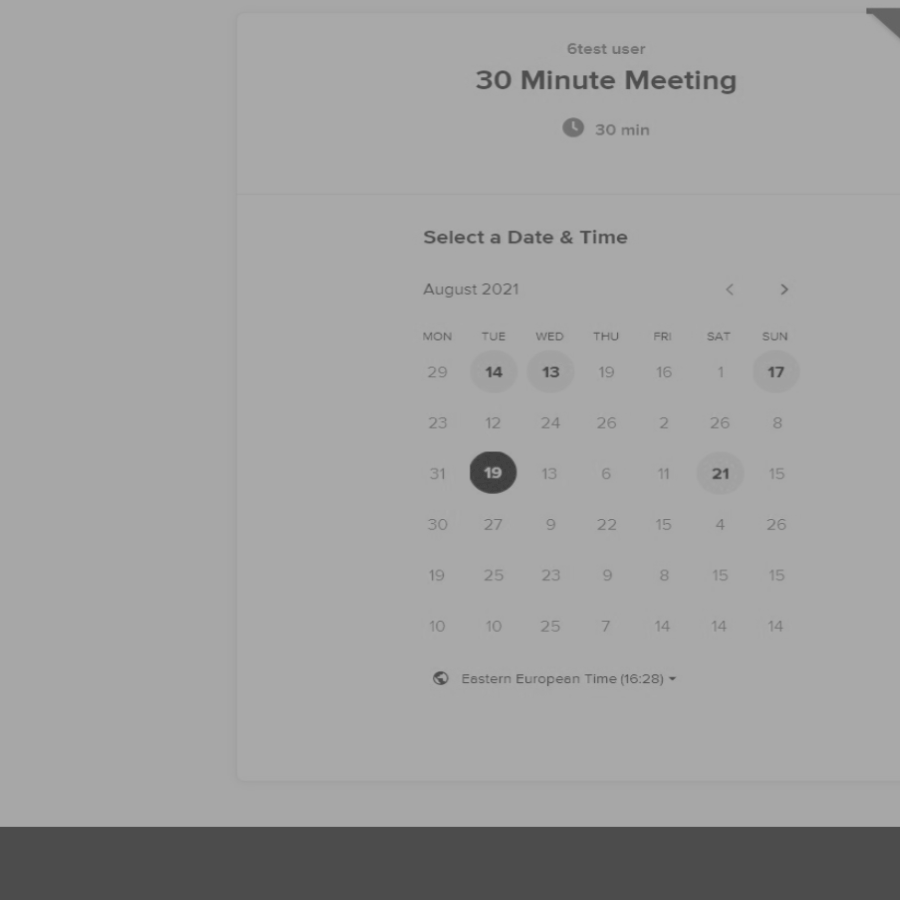 6test user
30 Minute Meeting
30 min
Select a Date & Time
August 2021
MON TUE WED THU FRI SAT SUN
29 14 13 19 16 1 17
23 12 24 26 2 26 8
31 19 13 6 11 21 15
30 27 9 22 15 4 26
19 25 23 9 8 15 15
10 10 25 7 14 14 14
Eastern European Time (16:28)